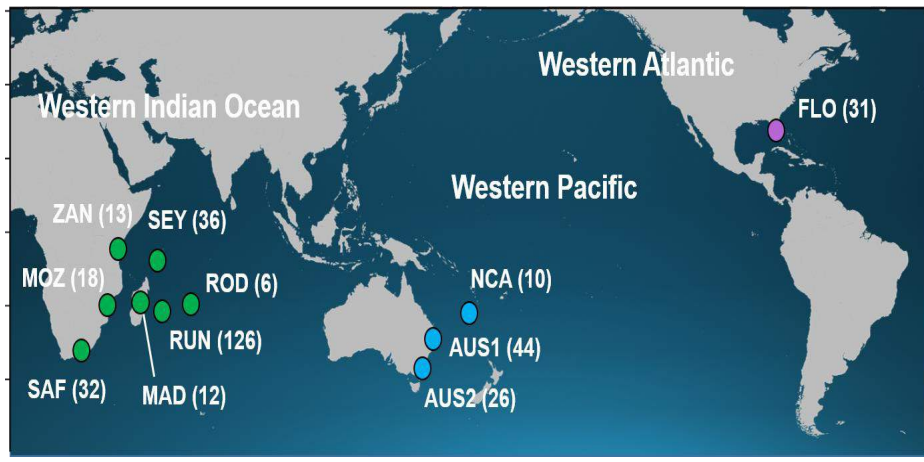 Western Atlantic
Western Indian Ocean
FLO (31)
Western Pacific
ZAN (13)
SEY (36)
MOZ (18)
ROD (6)
NCA (10)
RUN (126)
AUS1 (44)
SAF (32)
MAD (12)
AUS2 (26)